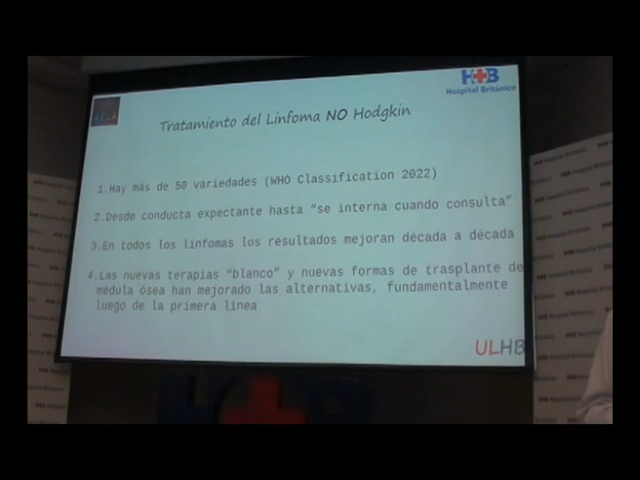 ACLA
H+B
Hospital Británico
Tratamiento del Linfoma NO Hodgkin
1.Hay más de 50 variedades (WHO Classification 2022)
2.Desde conducta expectante hasta "se interna cuando consulta"
3.En todos los linfomas los resultados mejoran década a década
4.Las nuevas terapias "blanco" y nuevas formas de trasplante de
médula ósea han mejorado las alternativas, fundamentalmente
luego de la primera línea
ULHB